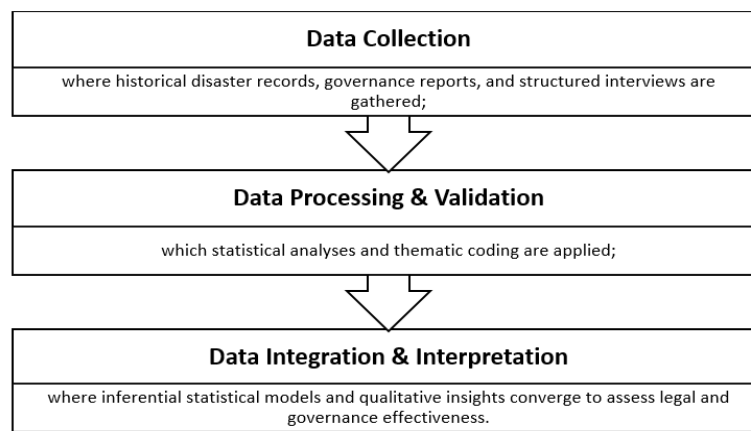 Data Collection
where historical disaster records, governance reports, and structured interviews are
gathered;
Data Processing & Validation
which statistical analyses and thematic coding are applied;
Data Integration & Interpretation
where inferential statistical models and qualitative insights converge to assess legal and
governance effectiveness.